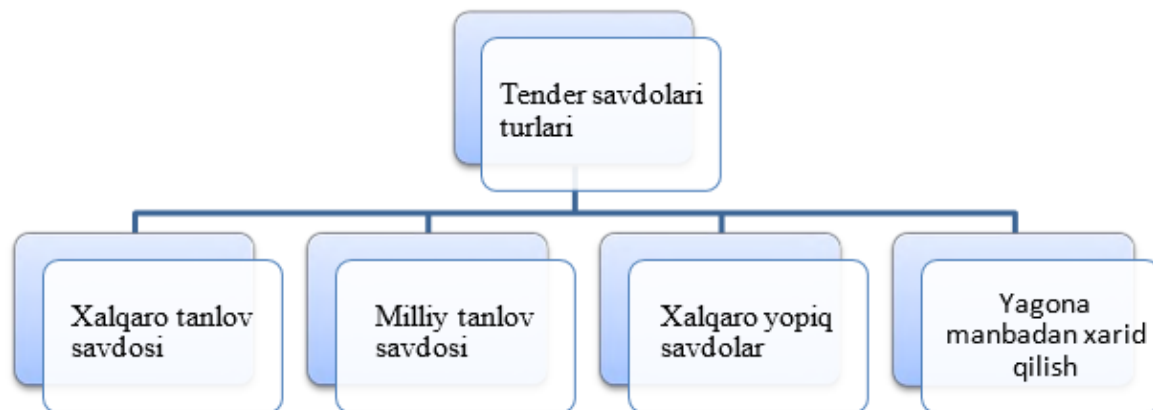 Tender savdolari
turlari
Xalqaro tanlov
savdosi
Milliy tanlov
savdosi
Xalqaro yopiq
savdolar
Yagona
manbadan xarid
qilish